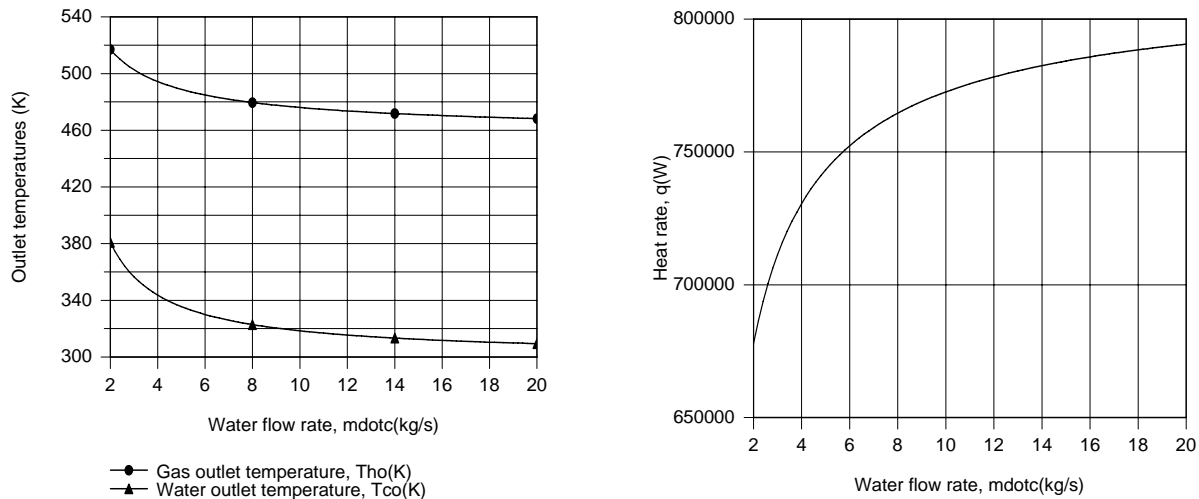 540
500
460
420
380
340
300
Outlet temperatures (K)
2 4 6 8 10 12 14 16 18 20
Water flow rate, mdotc(kg/s)
Gas outlet temperature, Tho(K)
Water outlet temperature, Tco(K)
800000
750000
700000
650000
Heat rate, q(W)
2 4 6 8 10 12 14 16 18 20
Water flow rate, mdotc(kg/s)